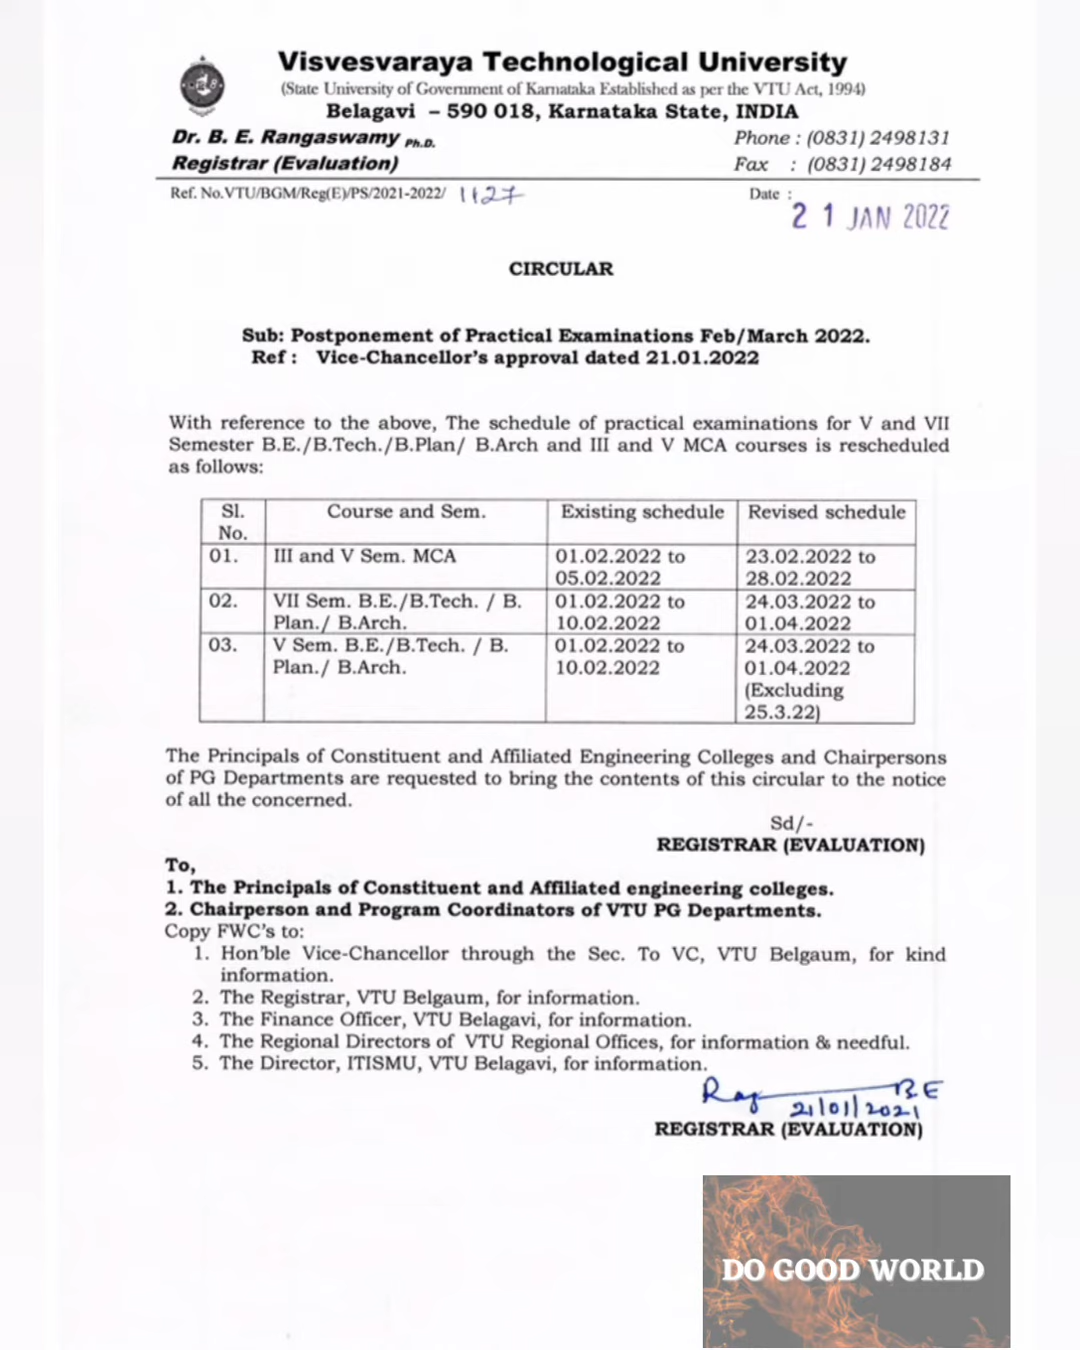 Visvesvaraya Technological University
(State University of Government of Karnataka Established as per the VTU Act, 1994)
Belagavi – 590 018, Karnataka State, INDIA
Dr. B. E. Rangaswamy Ph.D.
Phone : (0831) 2498131
Registrar (Evaluation)
Fax : (0831) 2498184
Ref. No.VTU/BGM/Reg(E)/PS/2021-2022/ 1127
Date :
21 JAN 2022
CIRCULAR
Sub: Postponement of Practical Examinations Feb/March 2022.
Ref : Vice-Chancellor's approval dated 21.01.2022
With reference to the above, The schedule of practical examinations for V and VII
Semester B.E./B.Tech./B.Plan/ B.Arch and III and V MCA courses is rescheduled
as follows:
Sl. No. Course and Sem. Existing schedule Revised schedule
01. III and V Sem. MCA 01.02.2022 to 23.02.2022 to
05.02.2022 28.02.2022
02. VII Sem. B.E./B.Tech. / B. 01.02.2022 to 24.03.2022 to
Plan./ B.Arch. 10.02.2022 01.04.2022
03. V Sem. B.E./B.Tech. / B. 01.02.2022 to 24.03.2022 to
Plan./ B.Arch. 10.02.2022 01.04.2022
(Excluding
25.3.22)
The Principals of Constituent and Affiliated Engineering Colleges and Chairpersons
of PG Departments are requested to bring the contents of this circular to the notice
of all the concerned.
Sd/-
REGISTRAR (EVALUATION)
To,
1. The Principals of Constituent and Affiliated engineering colleges.
2. Chairperson and Program Coordinators of VTU PG Departments.
Copy FWC's to:
1. Hon'ble Vice-Chancellor through the Sec. To VC, VTU Belgaum, for kind
information.
2. The Registrar, VTU Belgaum, for information.
3. The Finance Officer, VTU Belagavi, for information.
4. The Regional Directors of VTU Regional Offices, for information & needful.
5. The Director, ITISMU, VTU Belagavi, for information.
BE
21/01/2021
REGISTRAR (EVALUATION)
DO GOOD WORLD